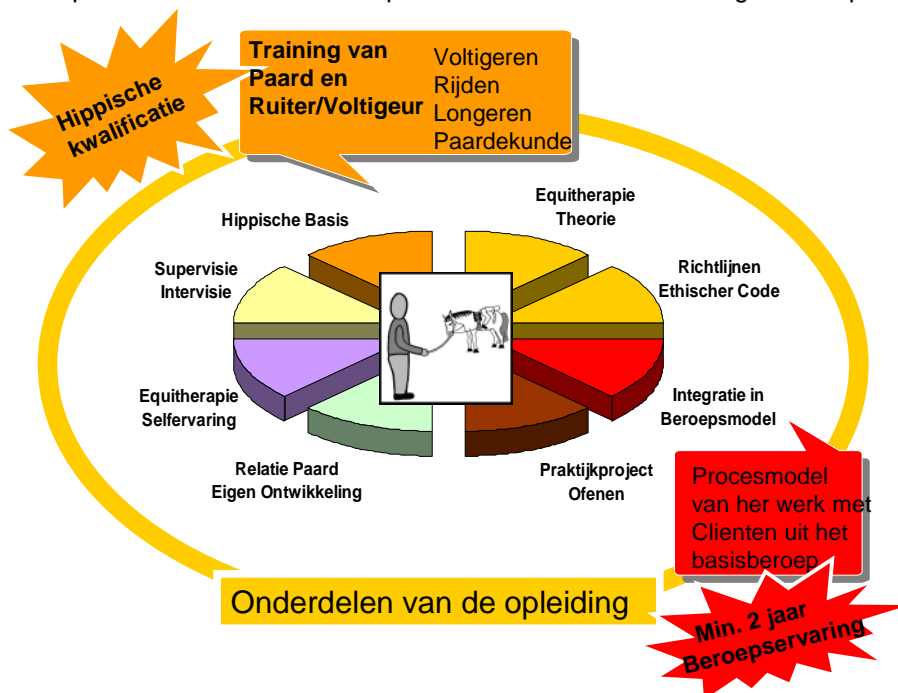 Hippische
kwalificatie
Training van
Paard en
Ruiter/Voltigeur
Voltigeren
Rijden
Longeren
Paardekunde
Hippische Basis
Equitherapie
Theorie
Supervisie
Intervisie
Richtlijnen
Ethischer Code
Equitherapie
Selfervaring
Integratie in
Beroepsmodel
Relatie Paard
Eigen Ontwikkeling
Praktijkproject
Ofenen
Procesmodel
van her werk met
Clienten uit het
basisberoep
Onderdelen van de opleiding
Min. 2 jaar
Beroepservaring